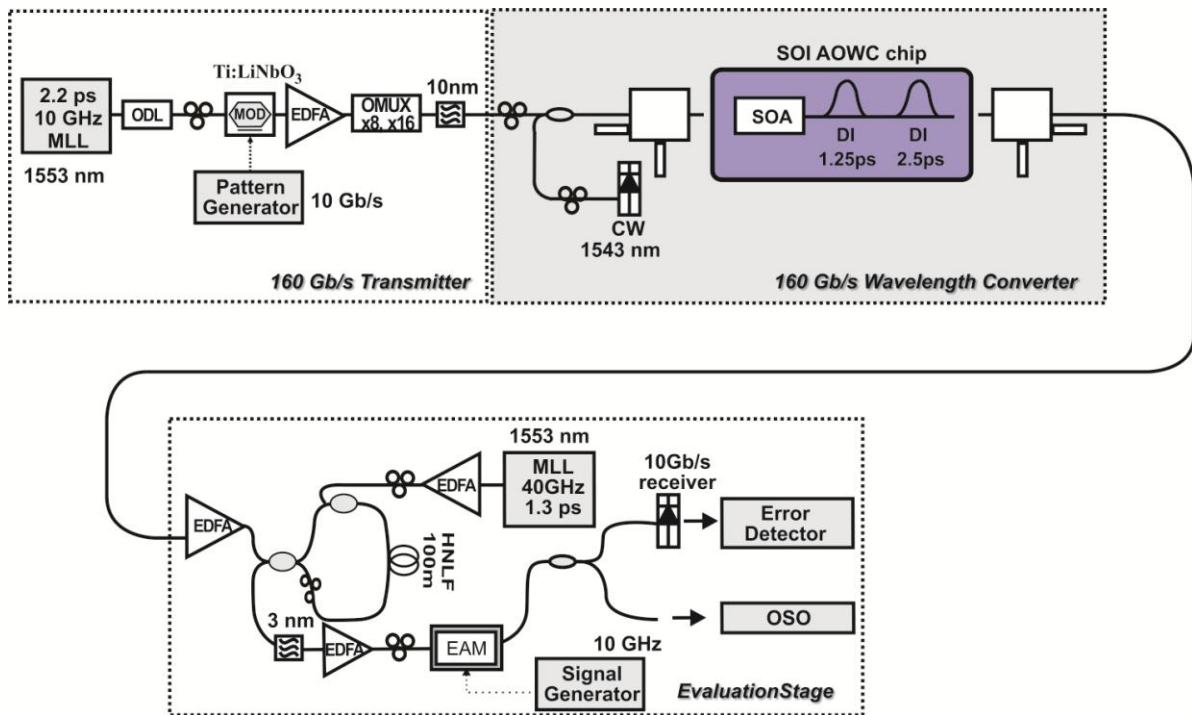 2.2 ps
10 GHz
MLL
1553 nm
ODL
Ti:LiNbO3
MOD
Pattern
Generator
10 Gb/s
EDFA
OMUX
x8, x16
10nm
160 Gb/s Transmitter
CW
1543 nm
SOI AOWC chip
SOA
DI
1.25ps
DI
2.5ps
160 Gb/s Wavelength Converter
EDFA
1553 nm
MLL
40GHz
1.3 ps
EDFA
HNLF
100m
3 nm
EDFA
EAM
10 GHz
Signal
Generator
10Gb/s
receiver
Error
Detector
OSO
EvaluationStage